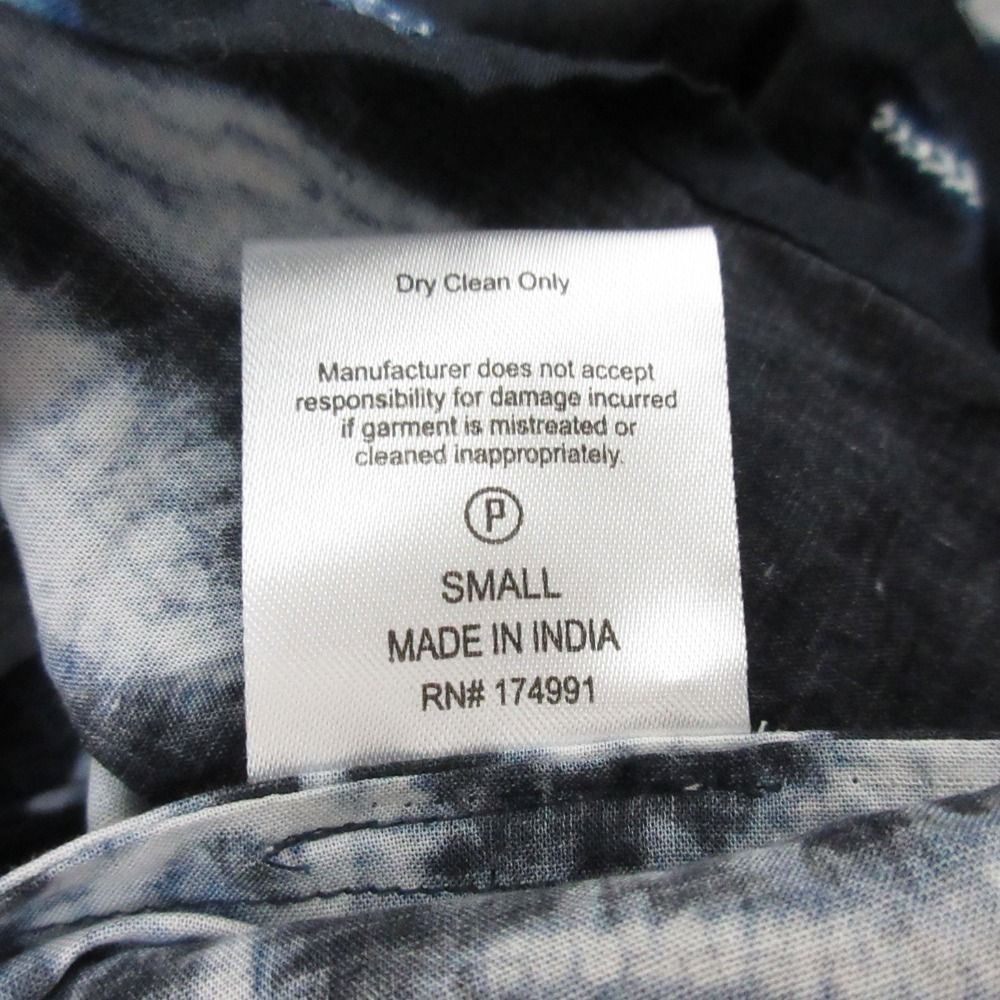 Dry Clean Only
Manufacturer does not accept
responsibility for damage incurred
if garment is mistreated or
cleaned inappropriately.
P
SMALL
MADE IN INDIA
RN# 174991